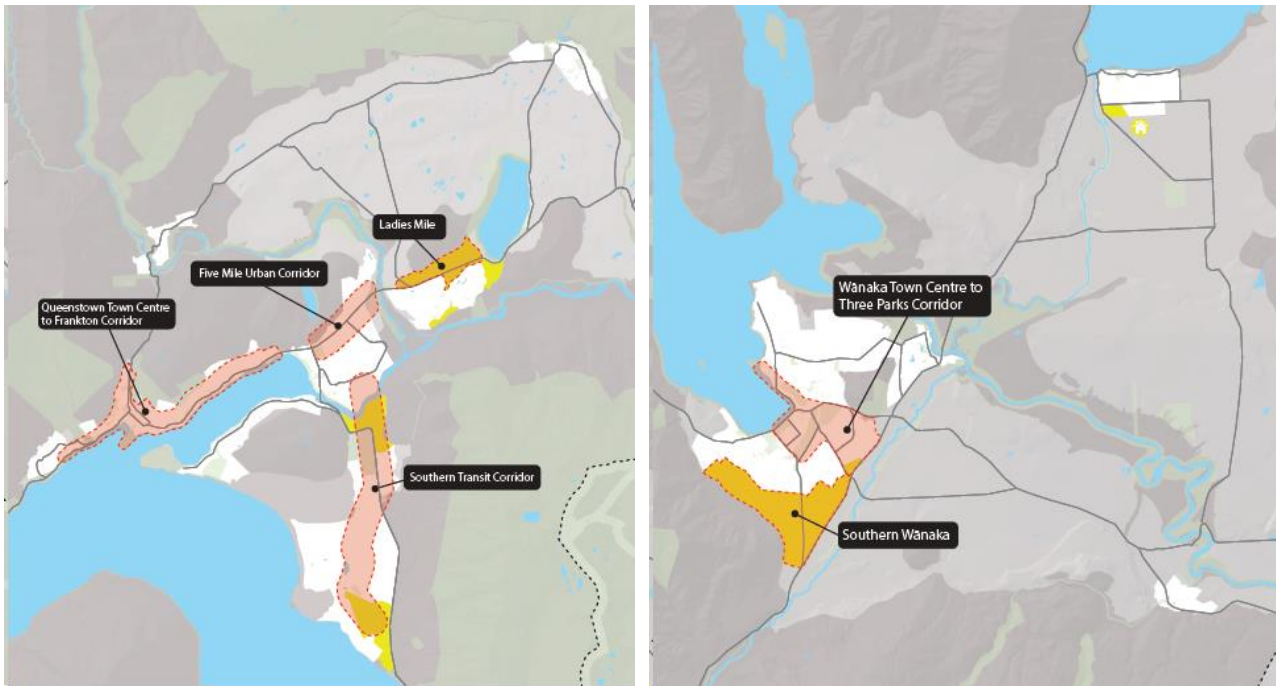 Ladies Mile
Five Mile Urban Corridor
Queenstown Town Centre
to Frankton Corridor
Southern Transit Corridor
Wānaka Town Centre to
Three Parks Corridor
Southern Wānaka